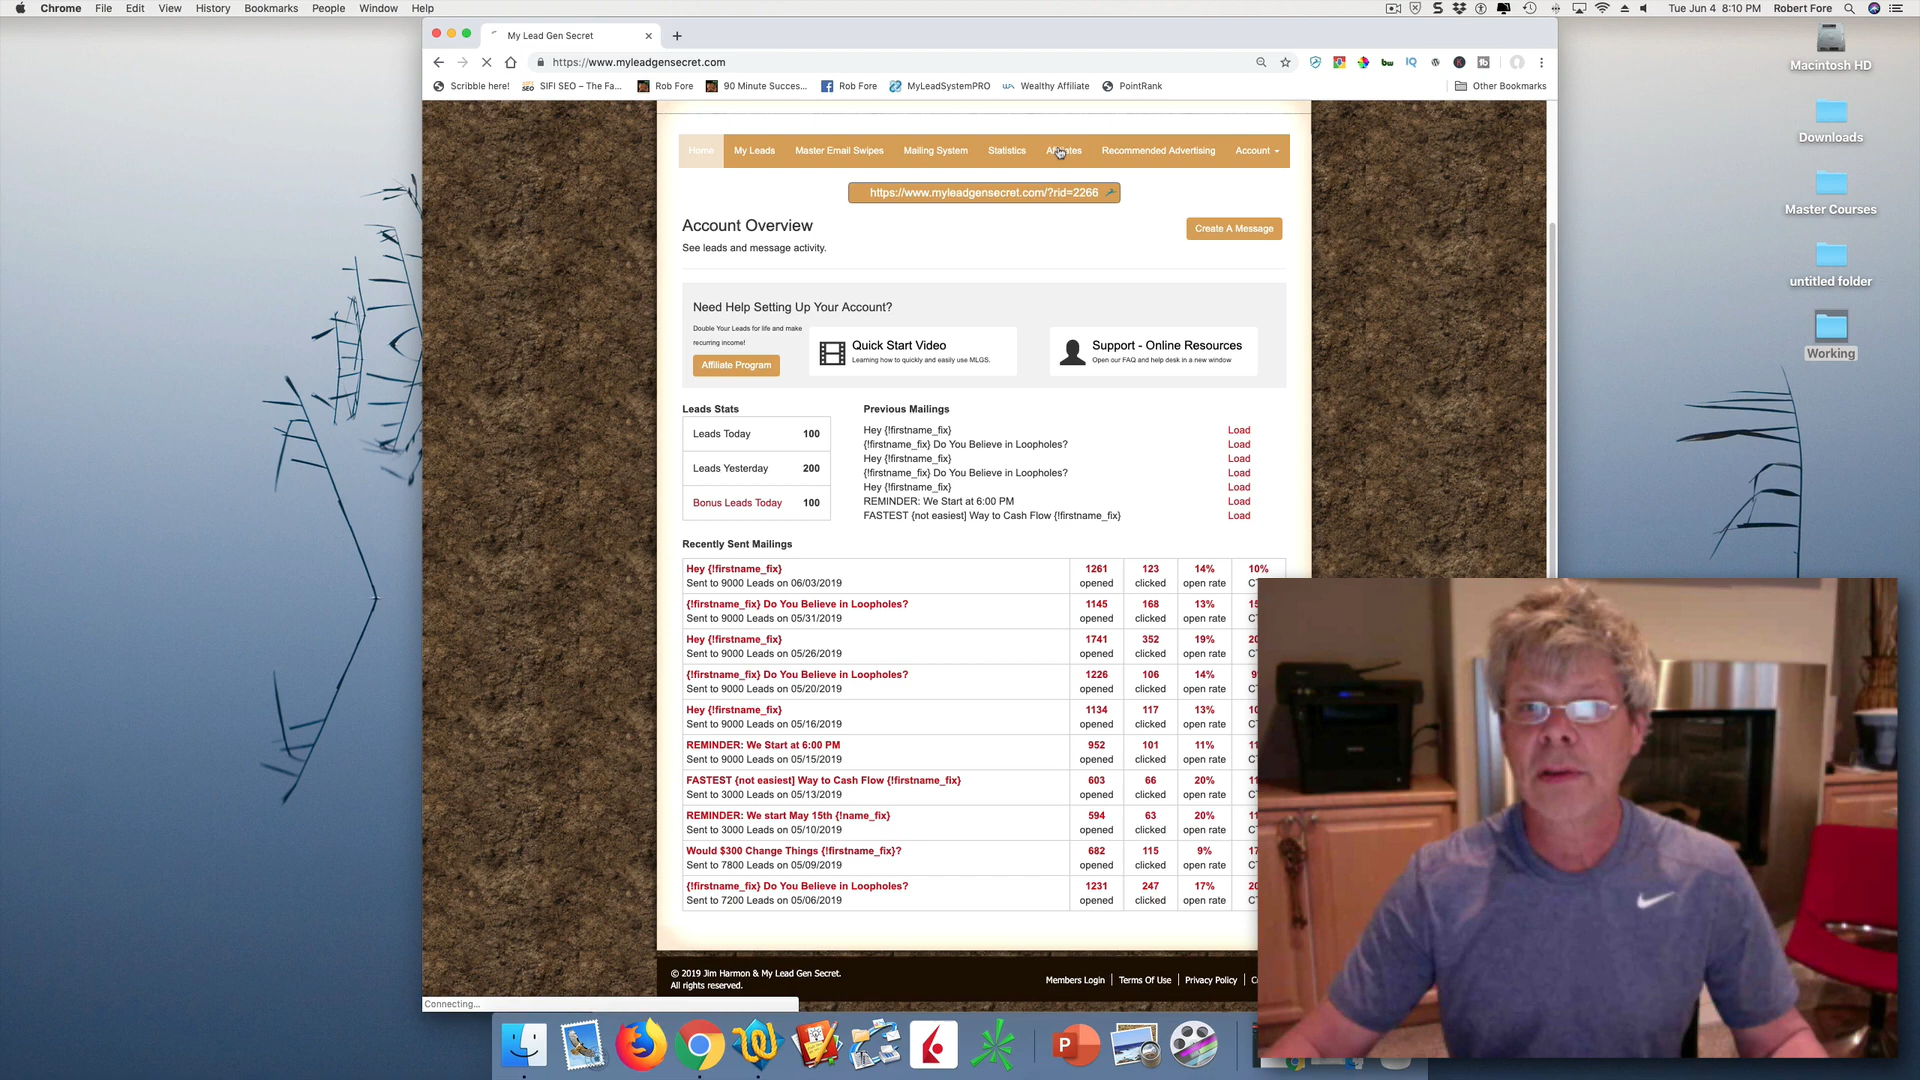 Chrome File Edit View History Bookmarks People Window Help
Tue Jun 4 8:10 PM Robert Fore
My Lead Gen Secret
https://www.myleadgensecret.com
Scribble here! SIFI SEO – The Fa... Rob Fore 90 Minute Succes... Rob Fore MyLeadSystemPRO Wealthy Affiliate PointRank Other Bookmarks
Home My Leads Master Email Swipes Mailing System Statistics Affiliates Recommended Advertising Account
https://www.myleadgensecret.com/?rid=2266
Account Overview
See leads and message activity.
Create A Message
Need Help Setting Up Your Account?
Double Your Leads for life and make
recurring income!
Affiliate Program
Quick Start Video
Learning how to quickly and easily use MLGS.
Support - Online Resources
Open our FAQ and help desk in a new window
Leads Stats
Leads Today 100
Leads Yesterday 200
Bonus Leads Today 100
Previous Mailings
Hey {!firstname_fix} Load
{!firstname_fix} Do You Believe in Loopholes? Load
Hey {!firstname_fix} Load
{!firstname_fix} Do You Believe in Loopholes? Load
Hey {!firstname_fix} Load
REMINDER: We Start at 6:00 PM Load
FASTEST {not easiest] Way to Cash Flow {!firstname_fix} Load
Recently Sent Mailings
Hey {!firstname_fix} 1261 123 14% 10%
Sent to 9000 Leads on 06/03/2019 opened clicked open rate
{!firstname_fix} Do You Believe in Loopholes? 1145 168 13%
Sent to 9000 Leads on 05/31/2019 opened clicked open rate
Hey {!firstname_fix} 1741 352 19%
Sent to 9000 Leads on 05/26/2019 opened clicked open rate
{!firstname_fix} Do You Believe in Loopholes? 1226 106 14%
Sent to 9000 Leads on 05/20/2019 opened clicked open rate
Hey {!firstname_fix} 1134 117 13%
Sent to 9000 Leads on 05/16/2019 opened clicked open rate
REMINDER: We Start at 6:00 PM 952 101 11%
Sent to 9000 Leads on 05/15/2019 opened clicked open rate
FASTEST {not easiest] Way to Cash Flow {!firstname_fix} 603 66 20%
Sent to 3000 Leads on 05/13/2019 opened clicked open rate
REMINDER: We start May 15th {!name_fix} 594 63 20%
Sent to 3000 Leads on 05/10/2019 opened clicked open rate
Would $300 Change Things {!firstname_fix}? 682 115 9%
Sent to 7800 Leads on 05/09/2019 opened clicked open rate
{!firstname_fix} Do You Believe in Loopholes? 1231 247 17%
Sent to 7200 Leads on 05/06/2019 opened clicked open rate
© 2019 Jim Harmon & My Lead Gen Secret.
All rights reserved.
Members Login | Terms Of Use | Privacy Policy |
Connecting...
Macintosh HD
Downloads
Master Courses
untitled folder
Working